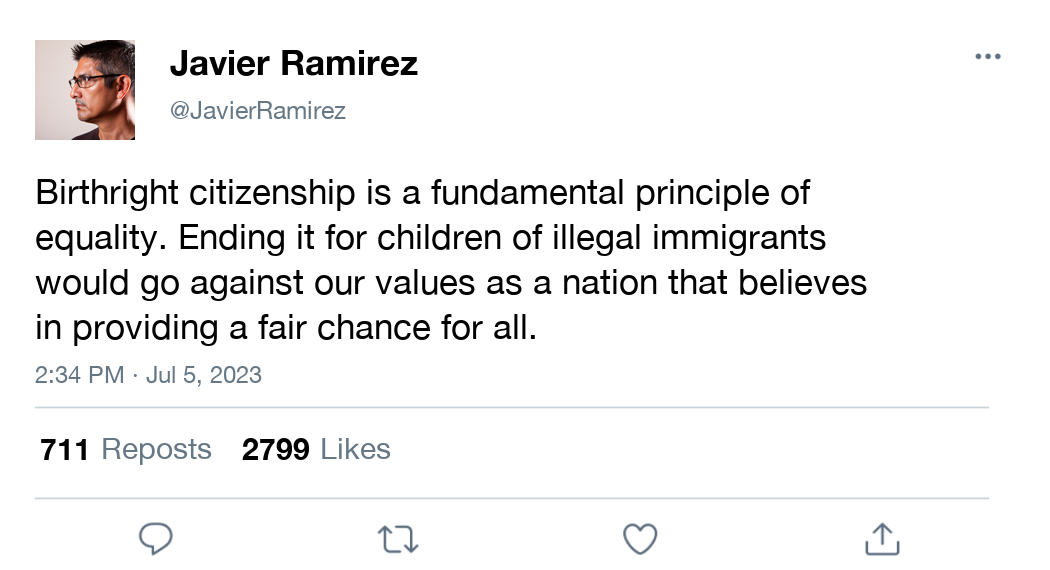 Javier Ramirez
@JavierRamirez
Birthright citizenship is a fundamental principle of
equality. Ending it for children of illegal immigrants
would go against our values as a nation that believes
in providing a fair chance for all.
2:34 PM · Jul 5, 2023
711 Reposts 2799 Likes